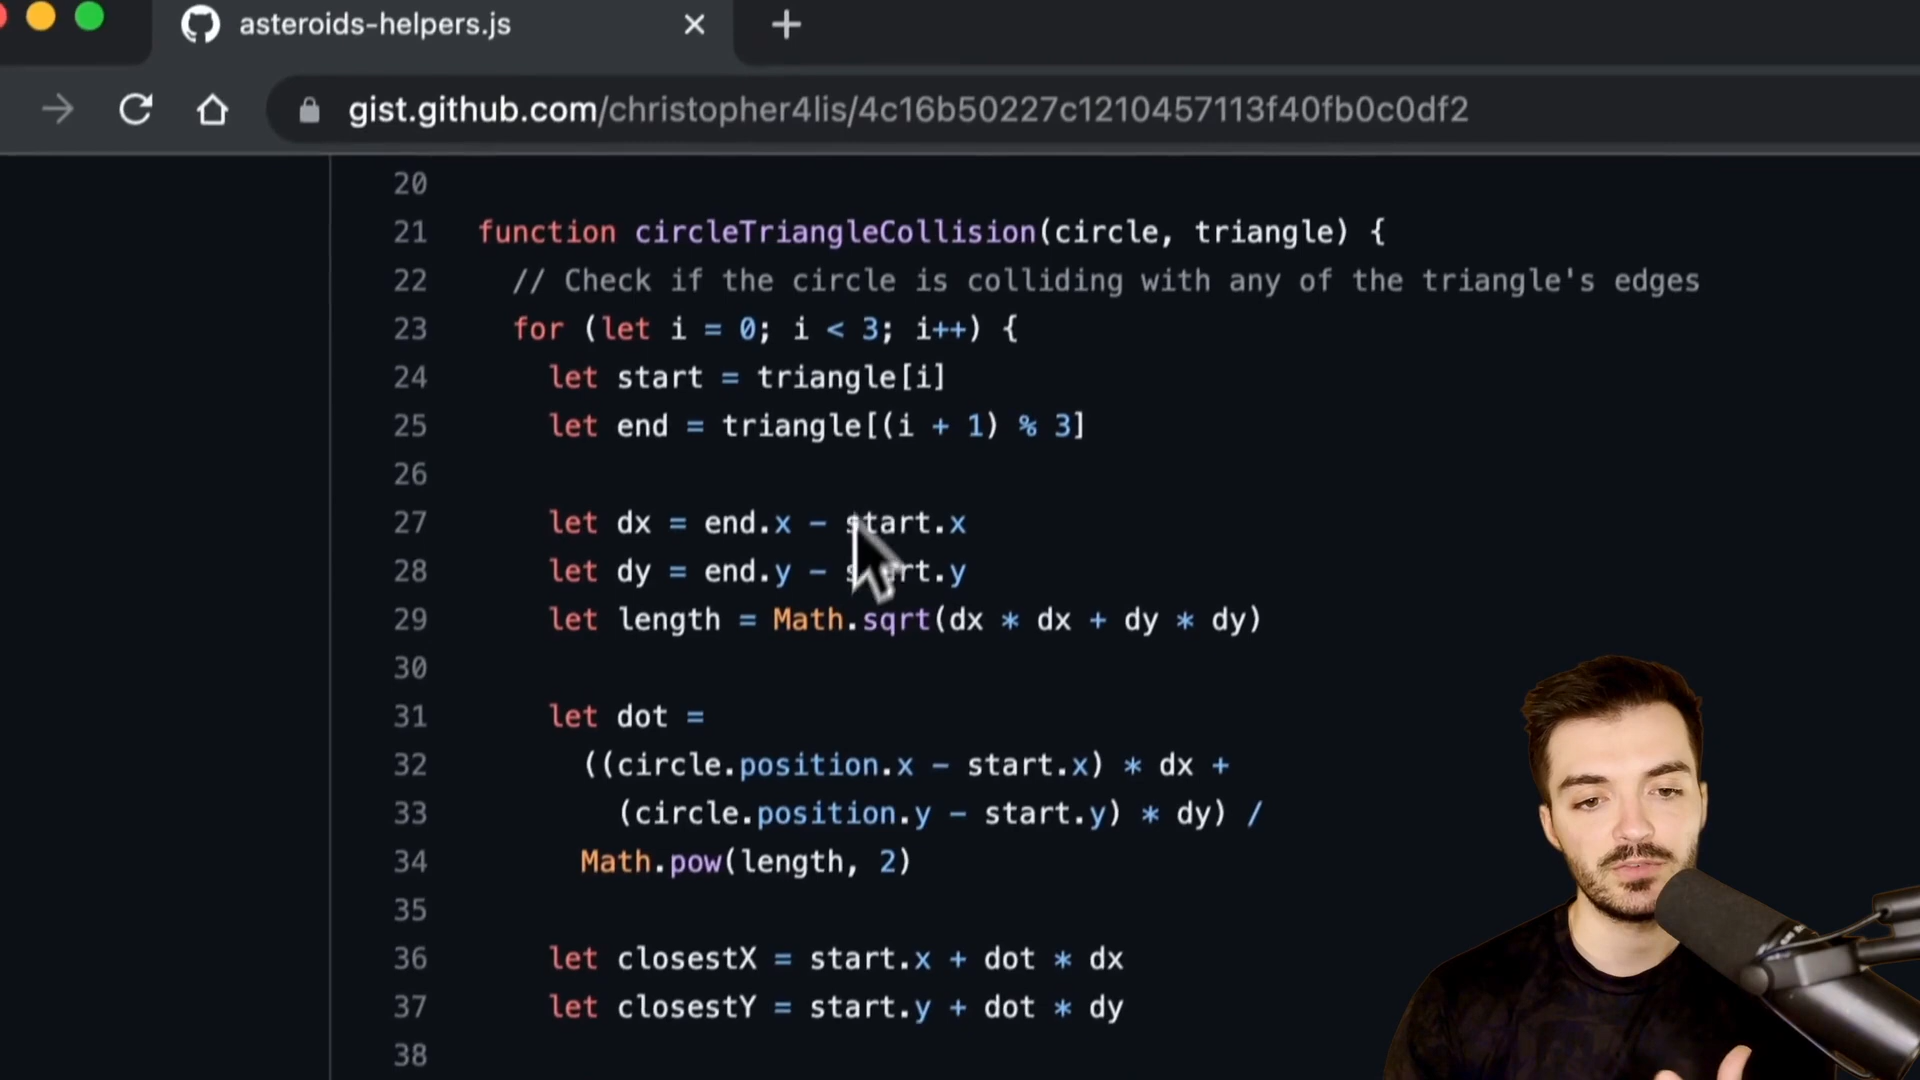 asteroids-helpers.js
gist.github.com/christopher4lis/4c16b50227c1210457113f40fb0c0df2
20
21 function circleTriangleCollision(circle, triangle) {
22 // Check if the circle is colliding with any of the triangle's edges
23 for (let i = 0; i < 3; i++) {
24 let start = triangle[i]
25 let end = triangle[(i + 1) % 3]
26
27 let dx = end.x - start.x
28 let dy = end.y - start.y
29 let length = Math.sqrt(dx * dx + dy * dy)
30
31 let dot =
32 ((circle.position.x - start.x) * dx +
33 (circle.position.y - start.y) * dy) /
34 Math.pow(length, 2)
35
36 let closestX = start.x + dot * dx
37 let closestY = start.y + dot * dy
38